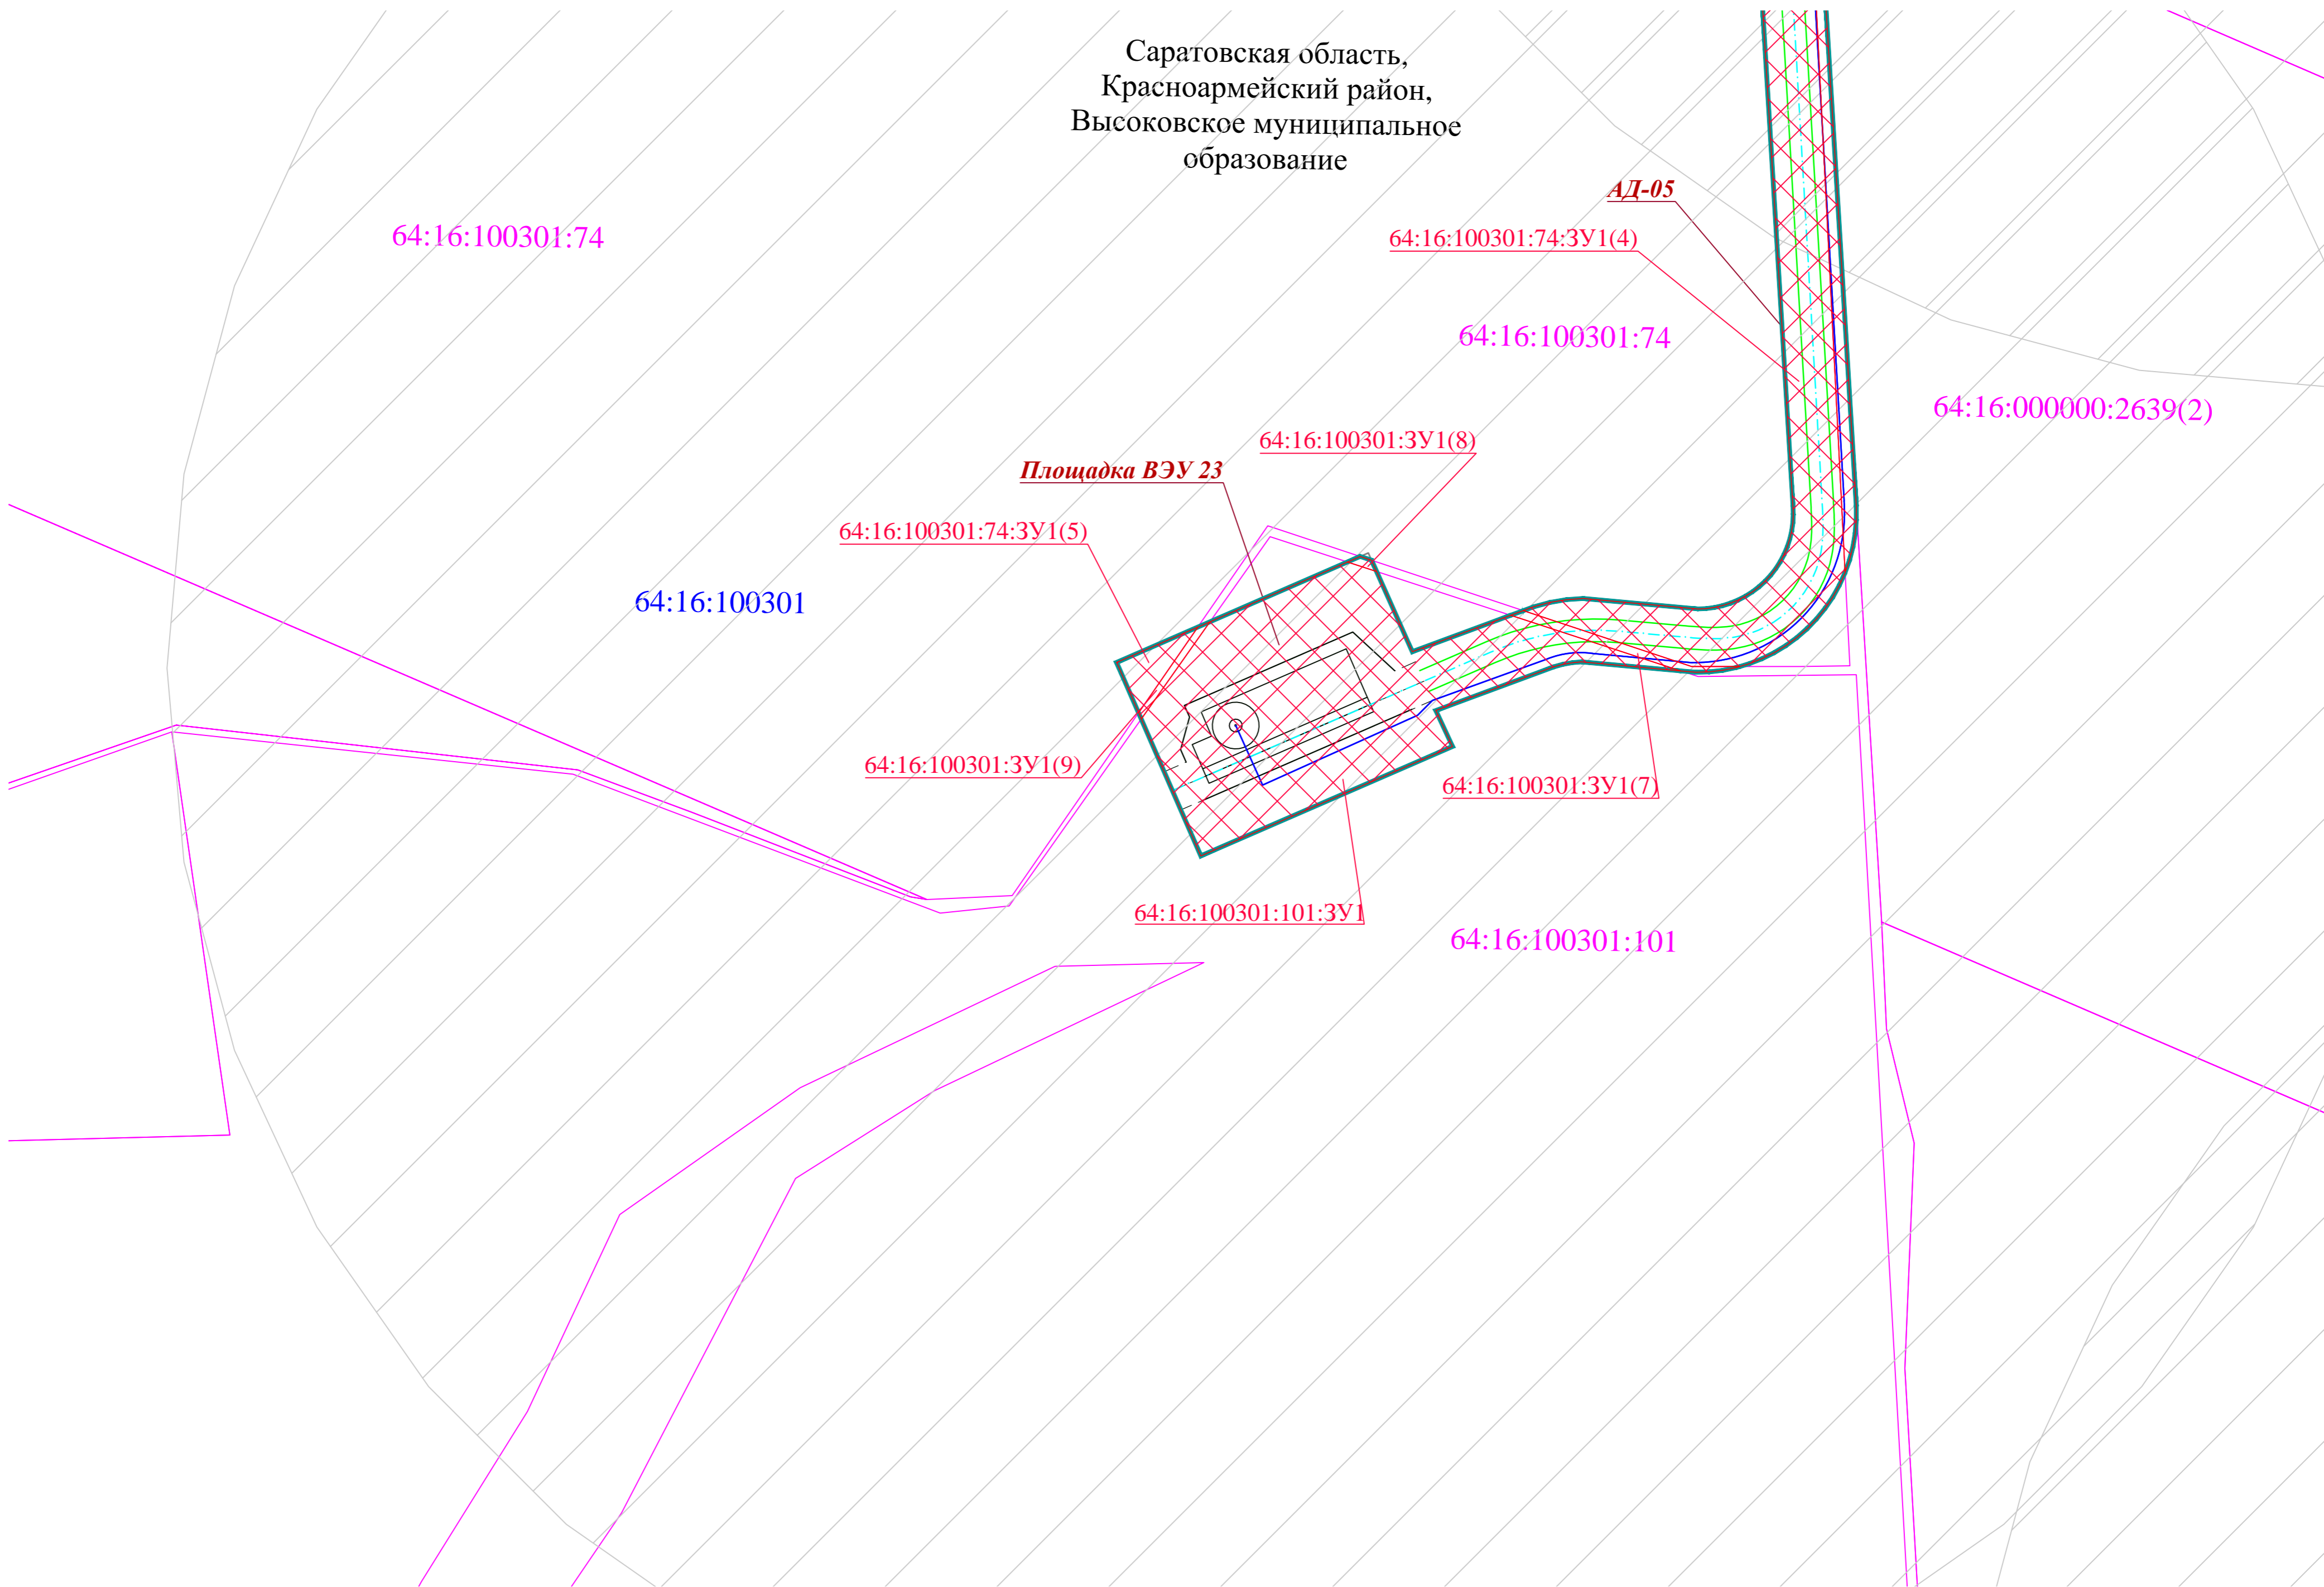 Саратовская область,
Красноармейский район,
Высоковское муниципальное
образование
АД-05
64:16:100301:74
64:16:100301:74:ЗУ1(4)
64:16:100301:74
64:16:000000:2639(2)
64:16:100301:ЗУ1(8)
Площадка ВЭУ 23
64:16:100301:74:ЗУ1(5)
64:16:100301
64:16:100301:ЗУ1(9)
64:16:100301:ЗУ1(7)
64:16:100301:101:ЗУ1
64:16:100301:101